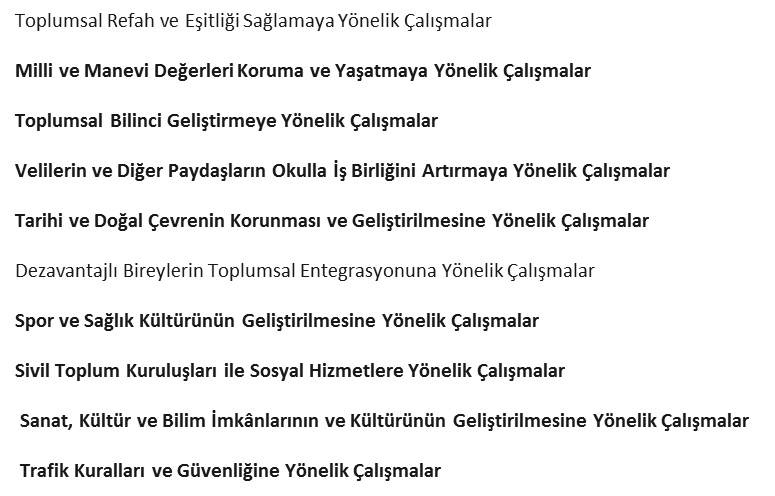 Toplumsal Refah ve Eşitliği Sağlamaya Yönelik Çalışmalar
Milli ve Manevi Değerleri Koruma ve Yaşatmaya Yönelik Çalışmalar
Toplumsal Bilinci Geliştirmeye Yönelik Çalışmalar
Velilerin ve Diğer Paydaşların Okulla İş Birliğini Artırmaya Yönelik Çalışmalar
Tarihi ve Doğal Çevrenin Korunması ve Geliştirilmesine Yönelik Çalışmalar
Dezavantajlı Bireylerin Toplumsal Entegrasyonuna Yönelik Çalışmalar
Spor ve Sağlık Kültürünün Geliştirilmesine Yönelik Çalışmalar
Sivil Toplum Kuruluşları ile Sosyal Hizmetlere Yönelik Çalışmalar
Sanat, Kültür ve Bilim İmkânlarının ve Kültürünün Geliştirilmesine Yönelik Çalışmalar
Trafik Kuralları ve Güvenliğine Yönelik Çalışmalar